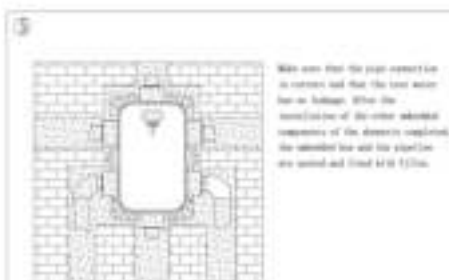 ⑤
Make sure that the pipe connection
is correct and that the test water
has no leakage. After the
installation of the other embedded
components of the domestic completed
the embedded box and the pipeline
are sealed and fixed with filler.